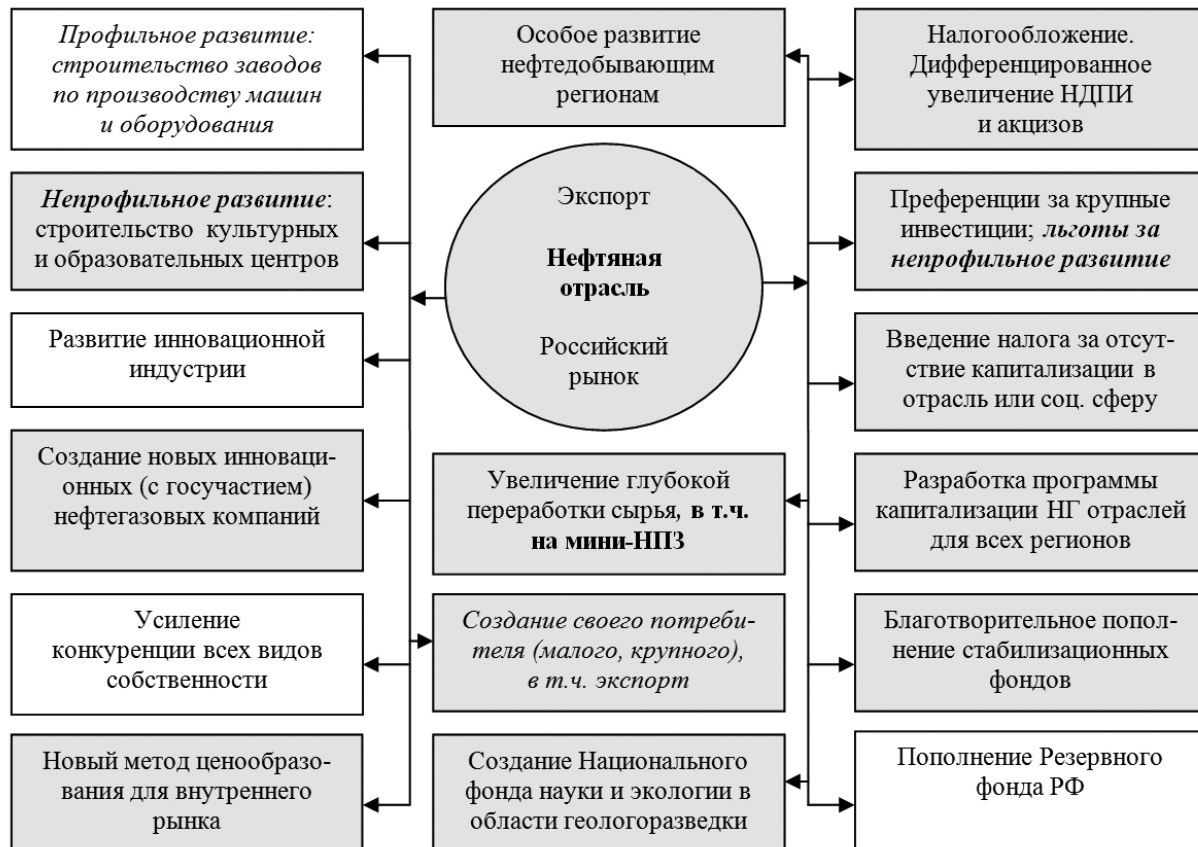 Профильное развитие:
строительство заводов
по производству машин
и оборудования
Непрофильное развитие:
строительство культурных
и образовательных центров
Развитие инновационной
индустрии
Создание новых инноваци-
онных (с госучастием)
нефтегазовых компаний
Усиление
конкуренции всех видов
собственности
Новый метод ценообразо-
вания для внутреннего
рынка
Особое развитие
нефтедобывающим
регионам
Экспорт
Нефтяная
отрасль
Российский
рынок
Увеличение глубокой
переработки сырья, в т.ч.
на мини-НПЗ
Создание своего потреби-
теля (малого, крупного),
в т.ч. экспорт
Создание Национального
фонда науки и экологии в
области геологоразведки
Налогообложение.
Дифференцированное
увеличение НДПИ
и акцизов
Преференции за крупные
инвестиции; льготы за
непрофильное развитие
Введение налога за отсут-
ствие капитализации в
отрасль или соц. сферу
Разработка программы
капитализации НГ отраслей
для всех регионов
Благотворительное попол-
нение стабилизационных
фондов
Пополнение Резервного
фонда РФ